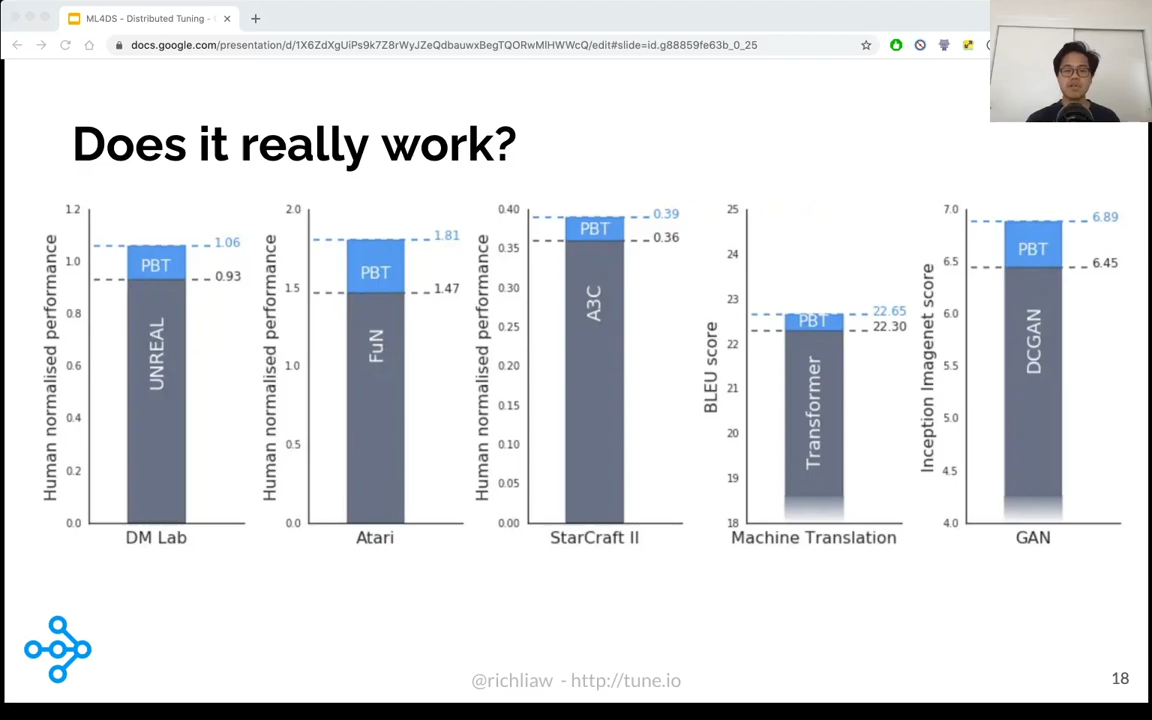 ML4DS - Distributed Tuning -
docs.google.com/presentation/d/1X6ZdXgUiPs9k7Z8rWyJZeQdbauwxBegTQORwMlHWWcQ/edit#slide=id.g88859fe63b_0_25
Does it really work?
Human normalised performance
1.2
1.0
0.8
0.6
0.4
0.2
0.0
PBT
UNREAL
1.06
0.93
DM Lab
Human normalised performance
2.0
1.5
1.0
0.5
0.0
PBT
FuN
1.81
1.47
Atari
Human normalised performance
0.40
0.35
0.30
0.25
0.20
0.15
0.10
0.05
0.00
PBT
A3C
0.39
0.36
StarCraft II
BLEU score
25
24
23
22
21
20
19
18
PBT
Transformer
22.65
22.30
Machine Translation
Inception Imagenet score
7.0
6.5
6.0
5.5
5.0
4.5
4.0
PBT
DCGAN
6.89
6.45
GAN
@richliaw - http://tune.io
18